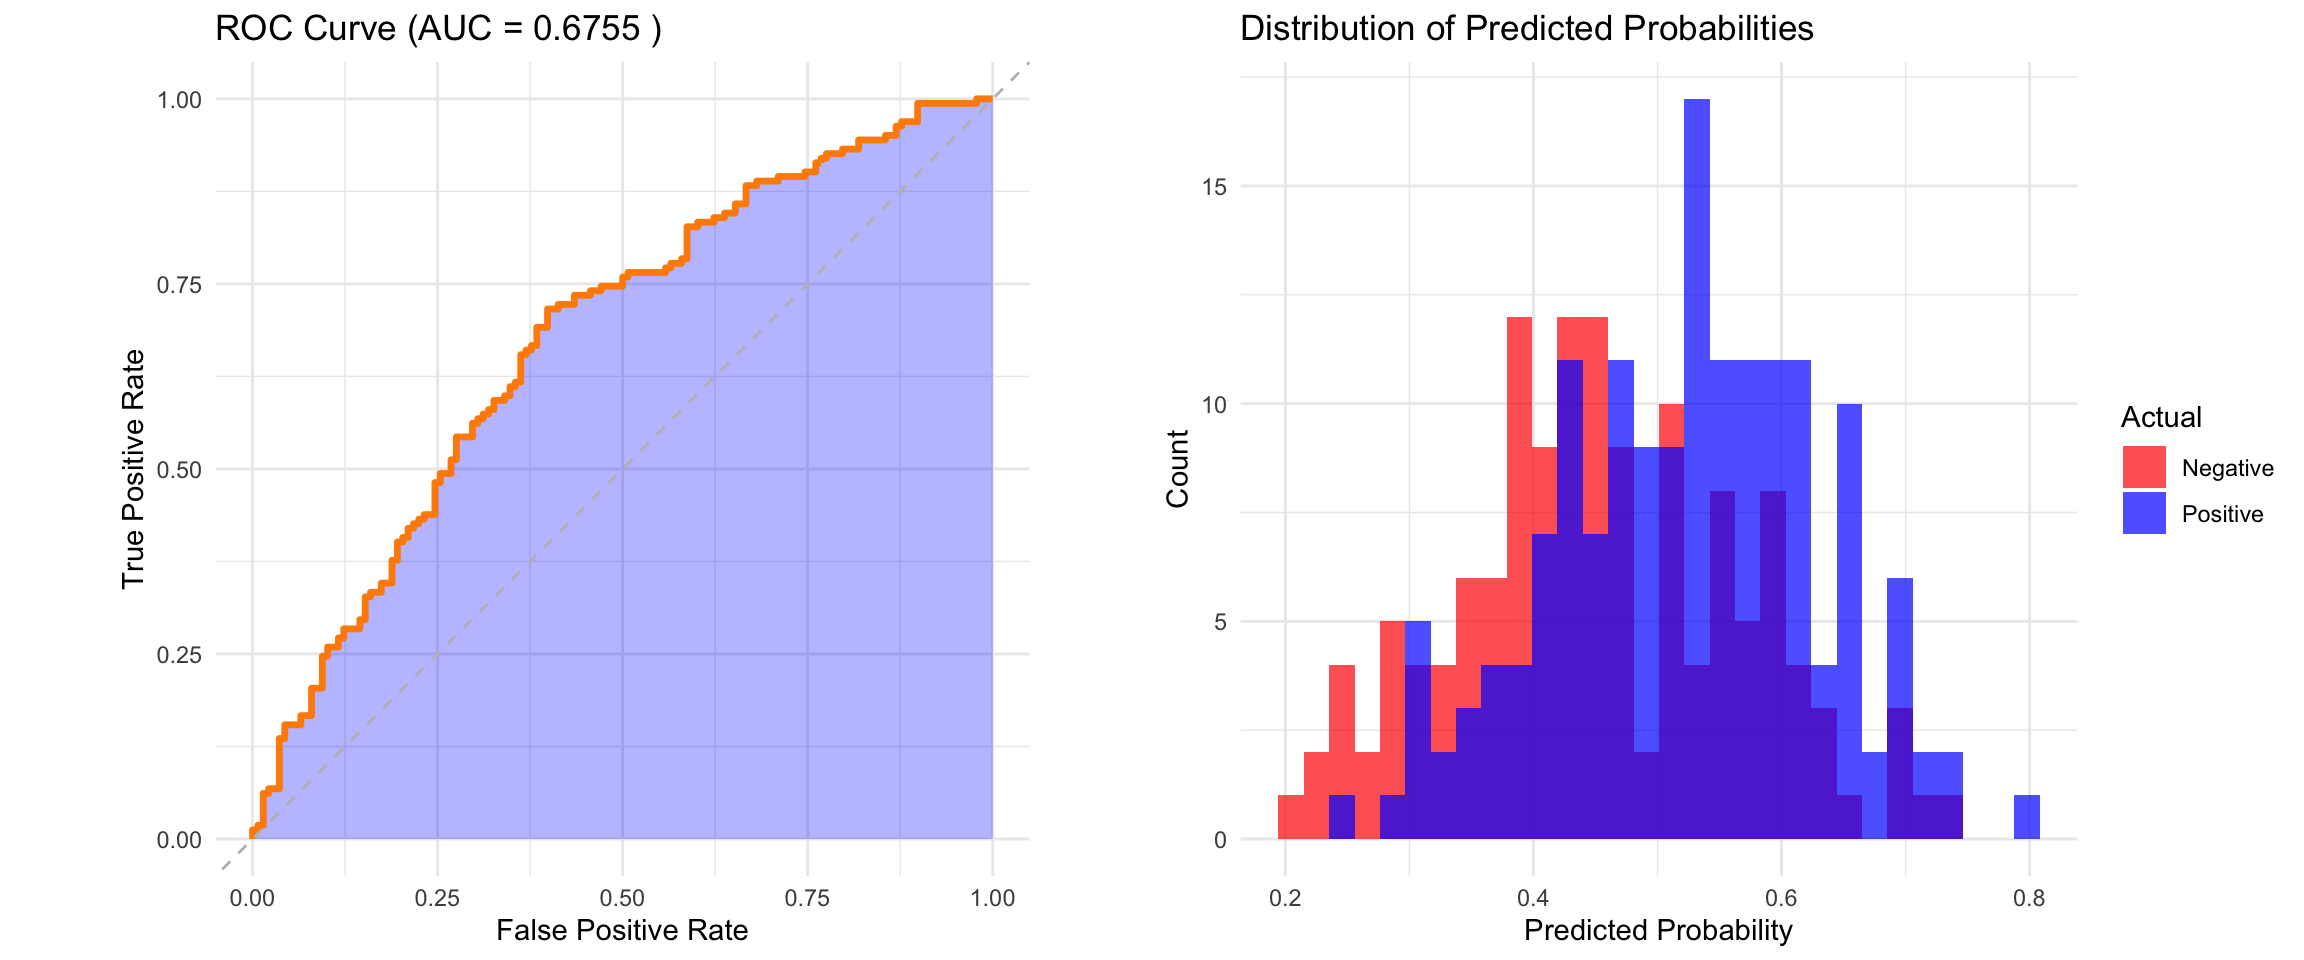 ROC Curve (AUC = 0.6755 )
1.00
0.75
0.50
0.25
0.00
True Positive Rate
0.00 0.25 0.50 0.75 1.00
False Positive Rate
Distribution of Predicted Probabilities
15
10
5
0
Count
0.2 0.4 0.6 0.8
Predicted Probability
Actual
Negative
Positive